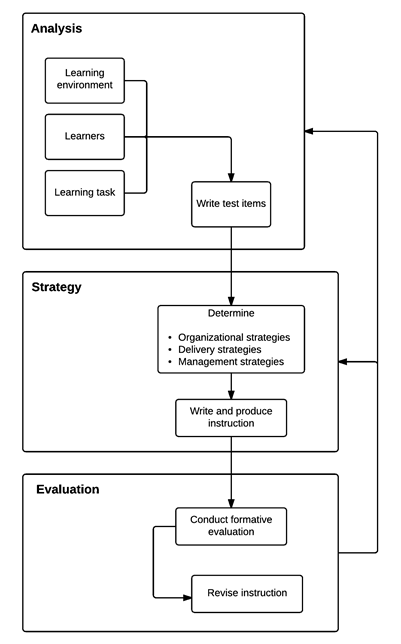 Analysis
Learning
environment
Learners
Learning task
Write test items
Strategy
Determine
• Organizational strategies
• Delivery strategies
• Management strategies
Write and produce
instruction
Evaluation
Conduct formative
evaluation
Revise instruction